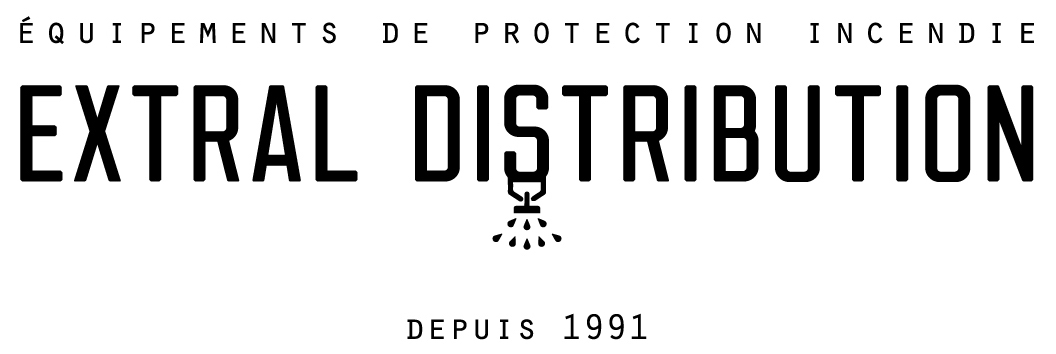 ÉQUIPEMENTS DE PROTECTION INCENDIE
EXTRAL DISTRIBUTION
DEPUIS 1991